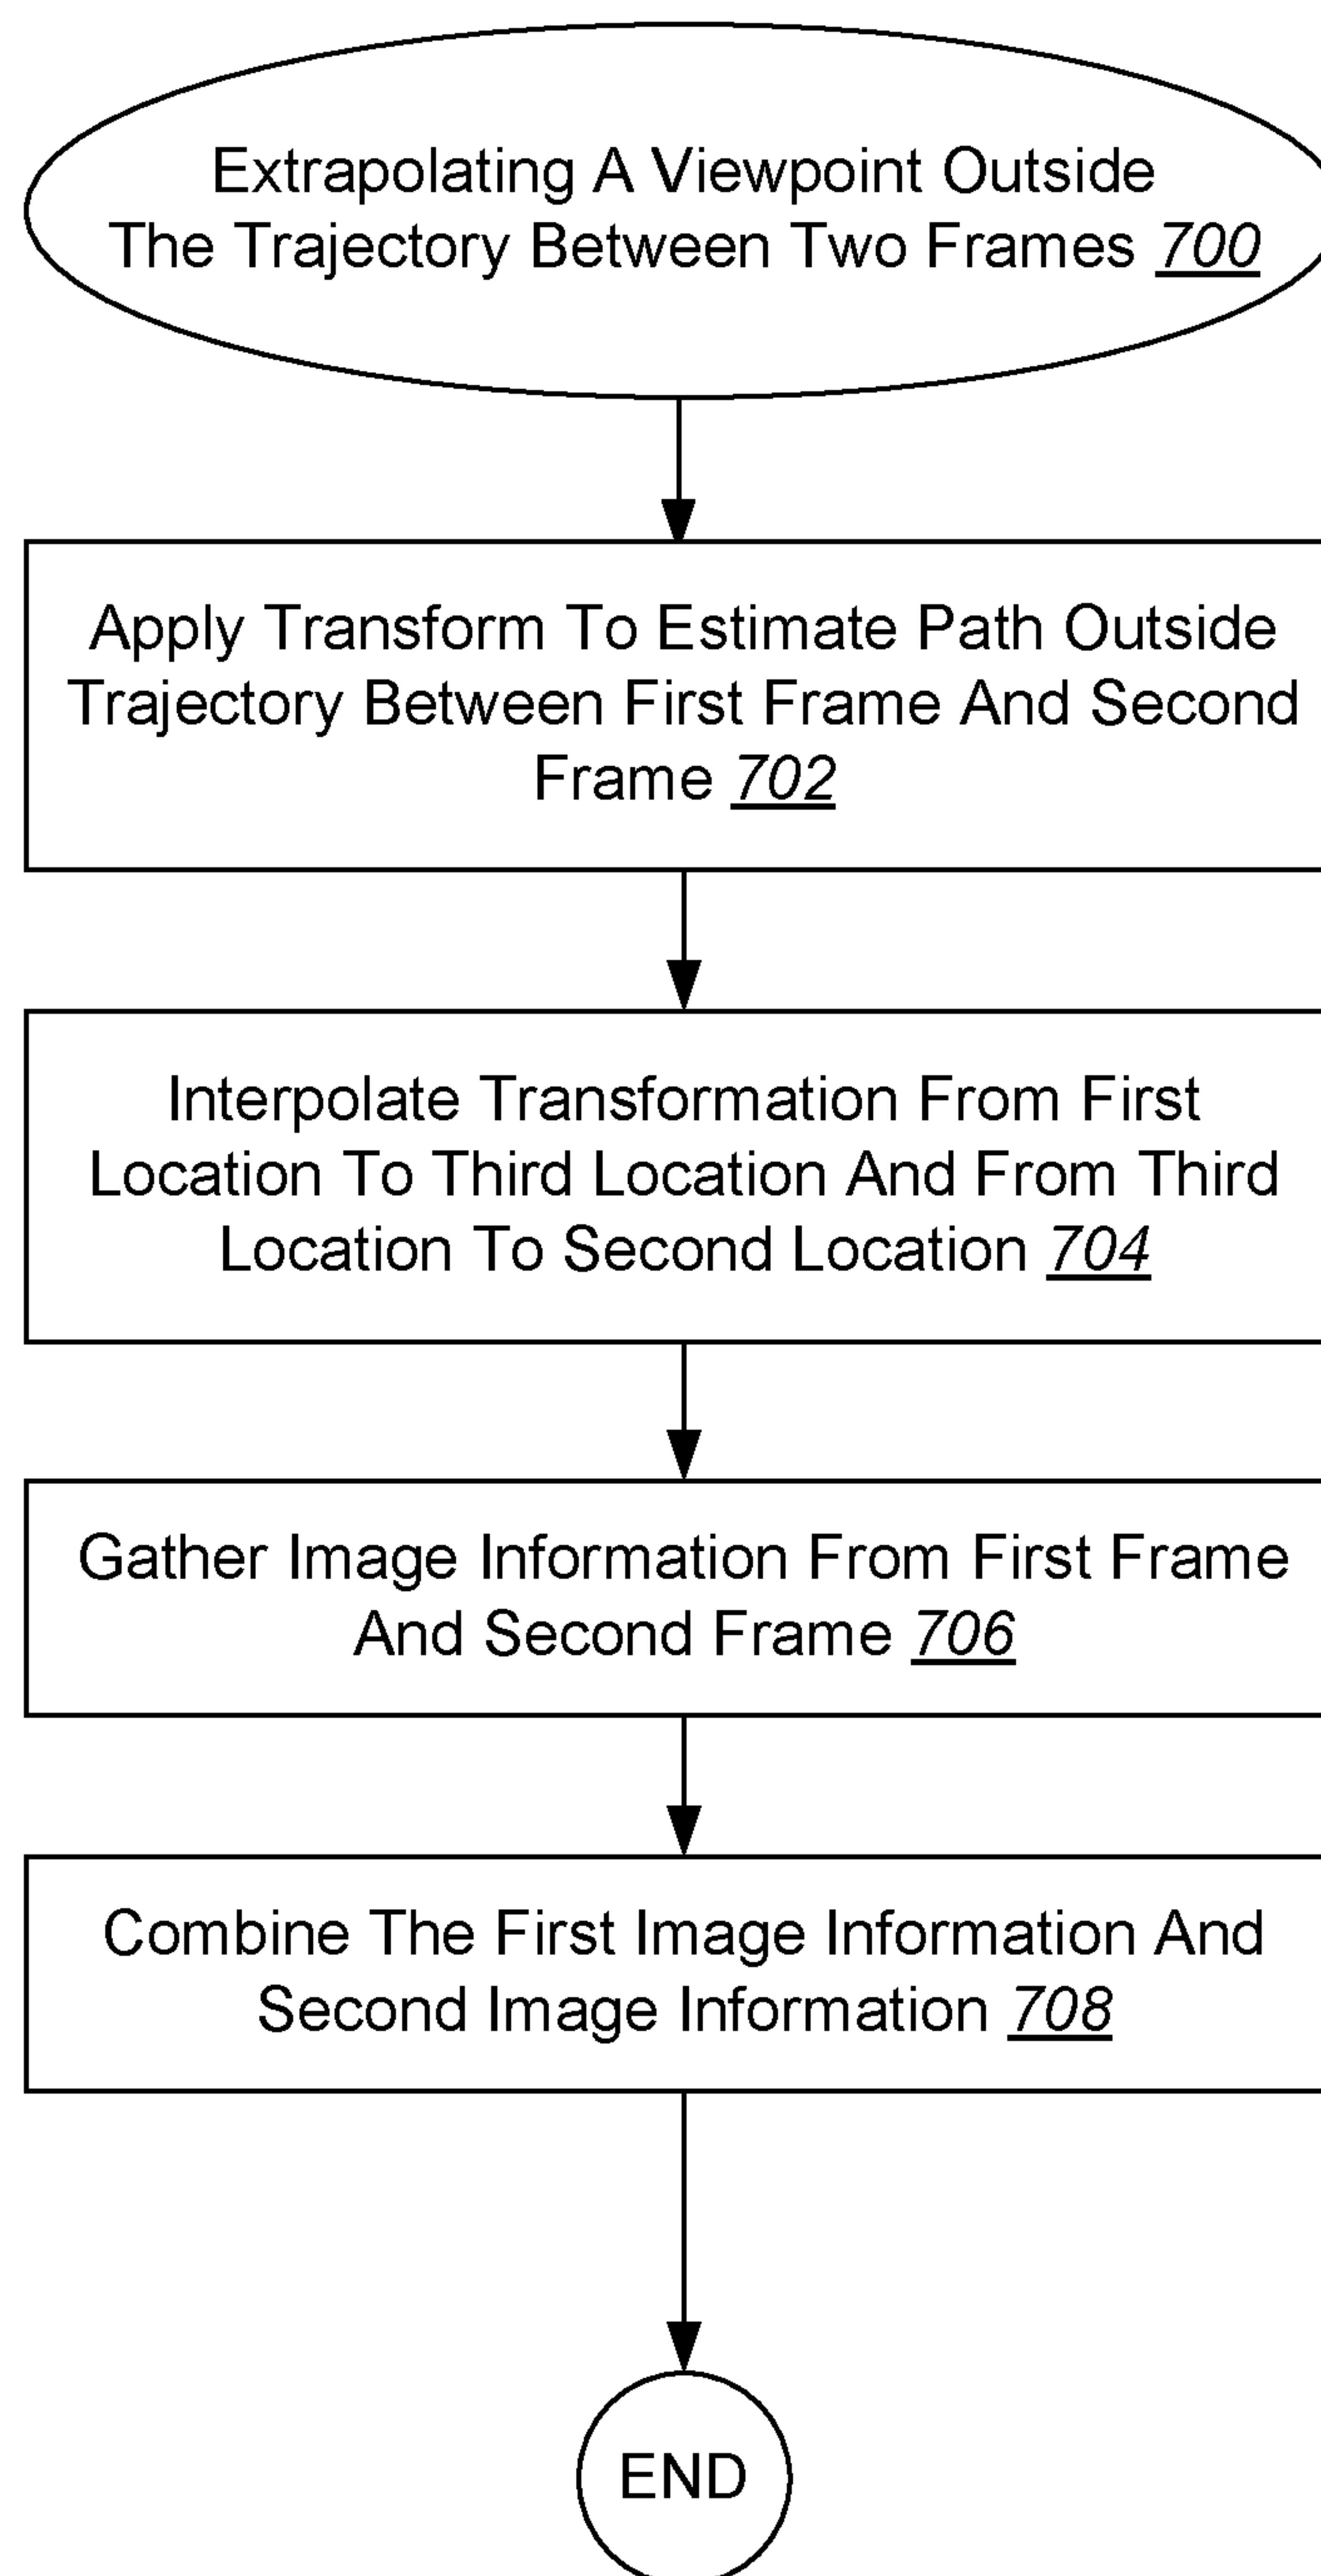 Extrapolating A Viewpoint Outside
The Trajectory Between Two Frames 700
Apply Transform To Estimate Path Outside
Trajectory Between First Frame And Second
Frame 702
Interpolate Transformation From First
Location To Third Location And From Third
Location To Second Location 704
Gather Image Information From First Frame
And Second Frame 706
Combine The First Image Information And
Second Image Information 708
END